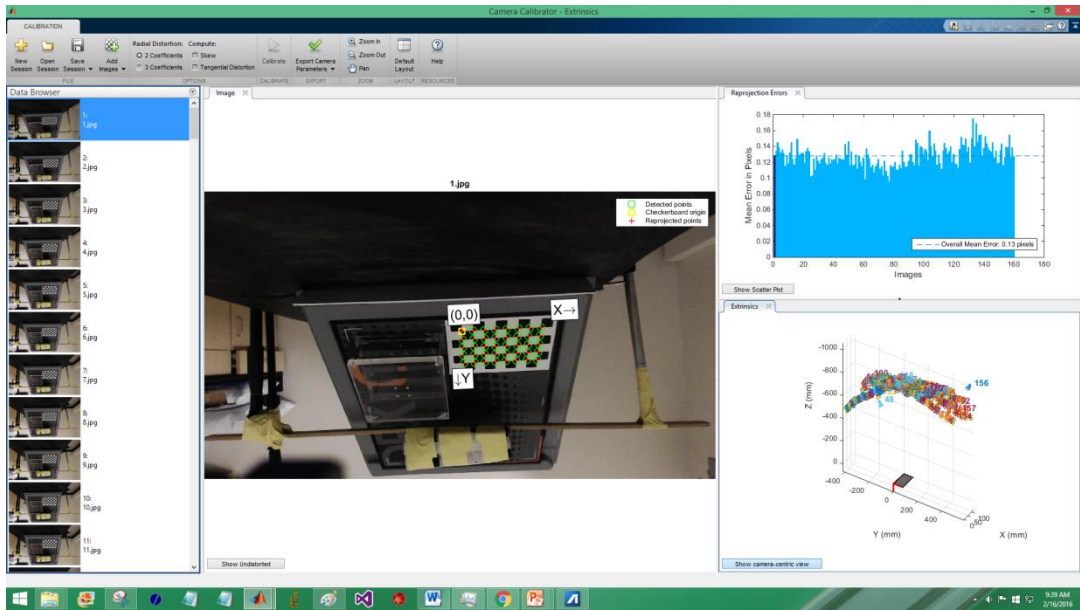 Camera Calibrator - Extrinsics
CALIBRATION
New Session
Open Session
Save Session
Add Images
FILE
Radial Distortion:
2 Coefficients
3 Coefficients
Compute:
Skew
Tangential Distortion
OPTIONS
Calibrate
CALIBRATE
Export Camera Parameters
EXPORT
Zoom In
Zoom Out
Pan
ZOOM
Default Layout
LAYOUT
Help
RESOURCES
Data Browser
1:
1.jpg
2:
2.jpg
3:
3.jpg
4:
4.jpg
5:
5.jpg
6:
6.jpg
7:
7.jpg
8:
8.jpg
9:
9.jpg
10:
10.jpg
11:
11.jpg
Image
1.jpg
Detected points
Checkerboard origin
Reprojected points
(0,0)
X→
↓Y
Show Undistorted
Reprojection Errors
Mean Error in Pixels
0.18
0.16
0.14
0.12
0.1
0.08
0.06
0.04
0.02
0
Overall Mean Error: 0.13 pixels
0 20 40 60 80 100 120 140 160 180
Images
Show Scatter Plot
Extrinsics
Z (mm)
-1000
-800
-600
-400
-200
0
156
48
-400
-200
0
200
400
Y (mm)
X (mm)
Show camera-centric view
9:39 AM
2/16/2016